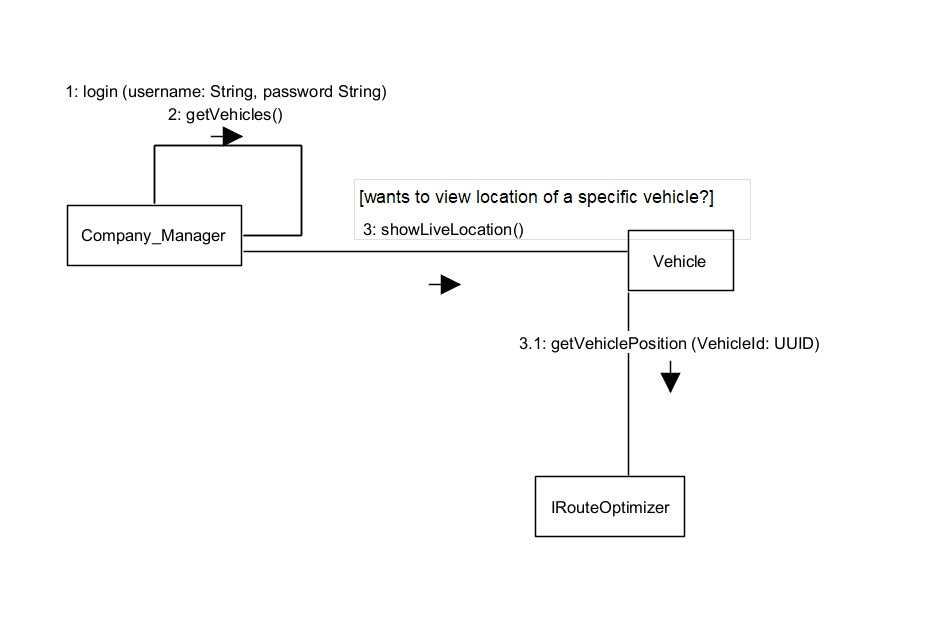 1: login (username: String, password String)
2: getVehicles()
[wants to view location of a specific vehicle?]
3: showLiveLocation()
Company_Manager
Vehicle
3.1: getVehiclePosition (VehicleId: UUID)
IRouteOptimizer